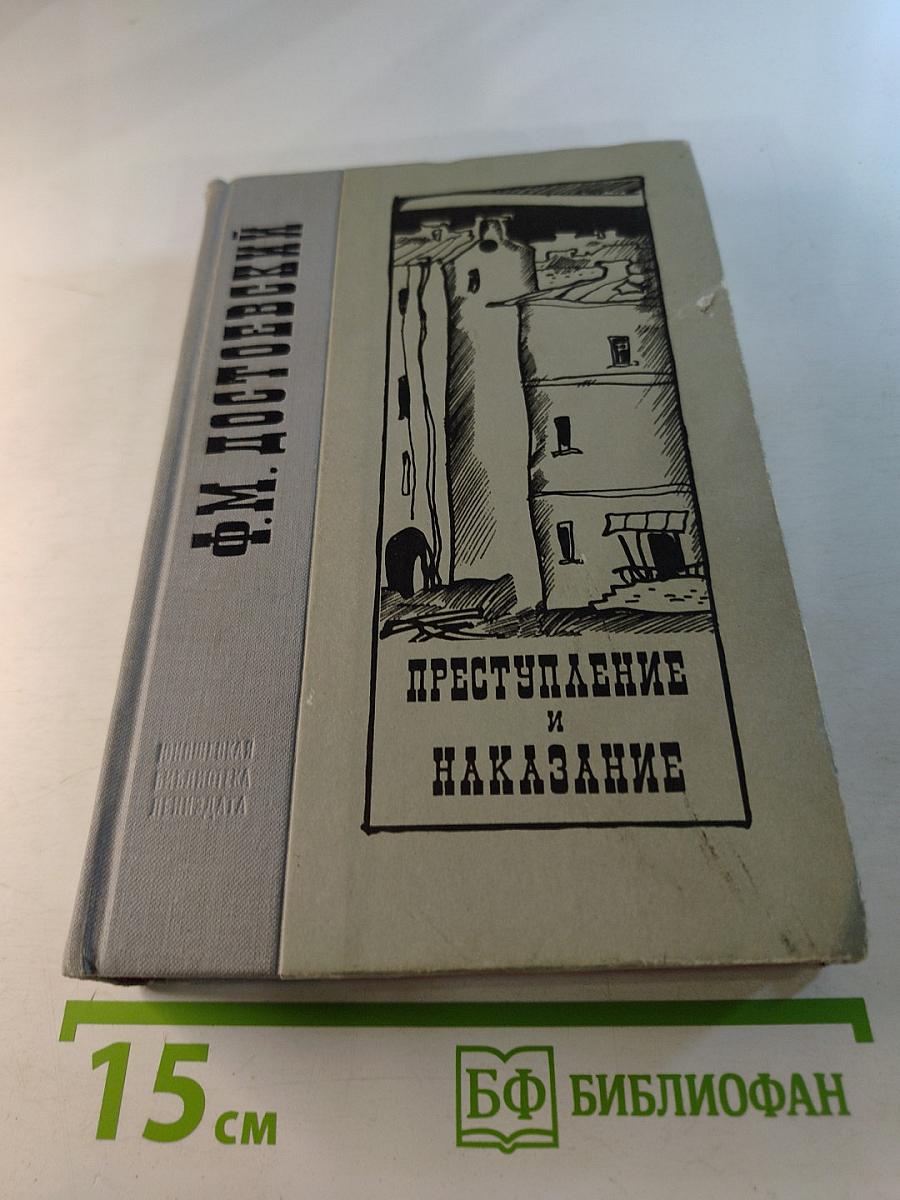 Ф.М. ДОСТОЕВСКИЙ
ПРЕСТУПЛЕНИЕ
и
НАКАЗАНИЕ
15 см
БФ БИБЛИОФАН